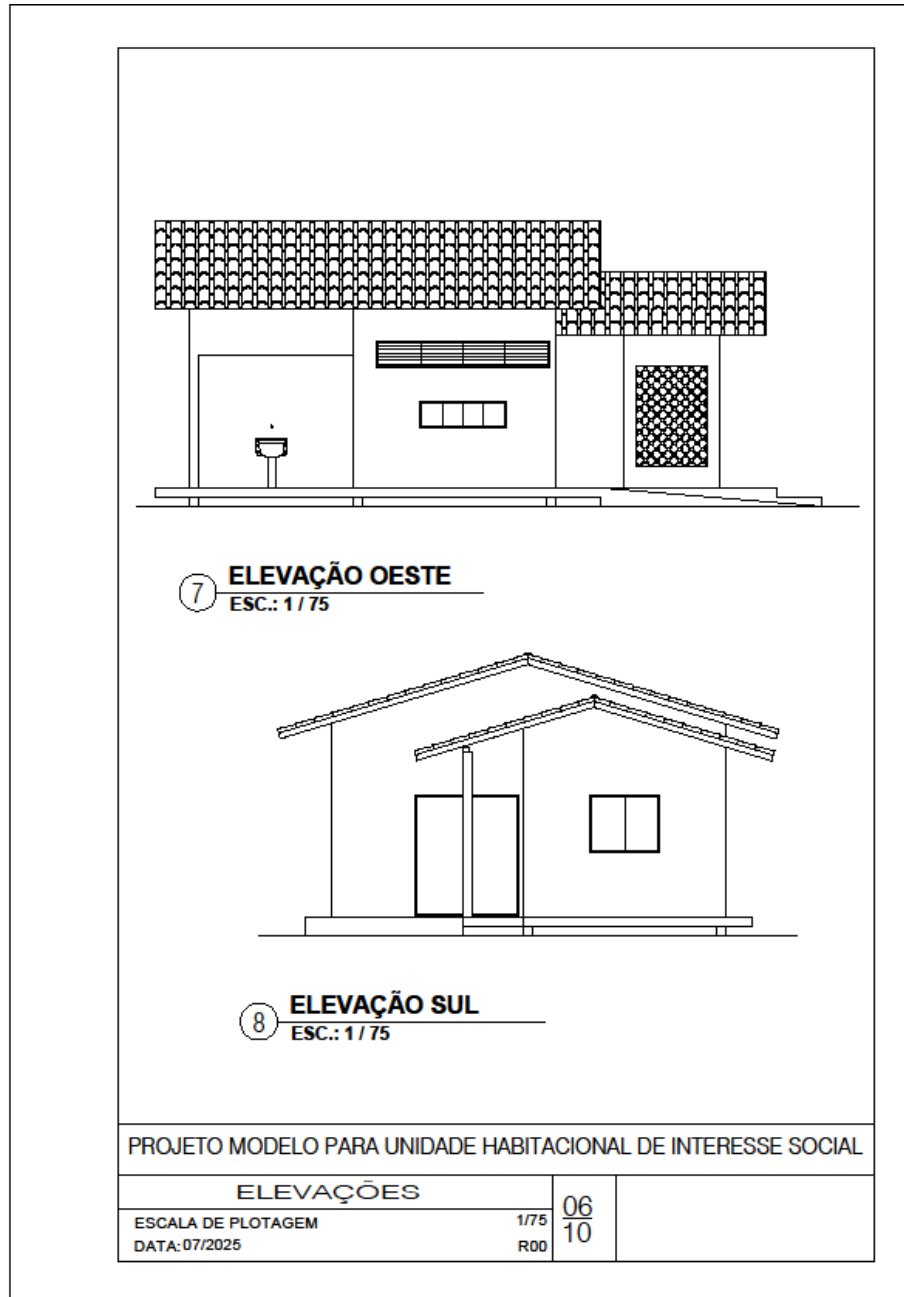 7
ELEVAÇÃO OESTE
ESC.: 1 / 75
8
ELEVAÇÃO SUL
ESC.: 1 / 75
PROJETO MODELO PARA UNIDADE HABITACIONAL DE INTERESSE SOCIAL
ELEVAÇÕES
ESCALA DE PLOTAGEM 1/75
DATA: 07/2025 R00
06
10